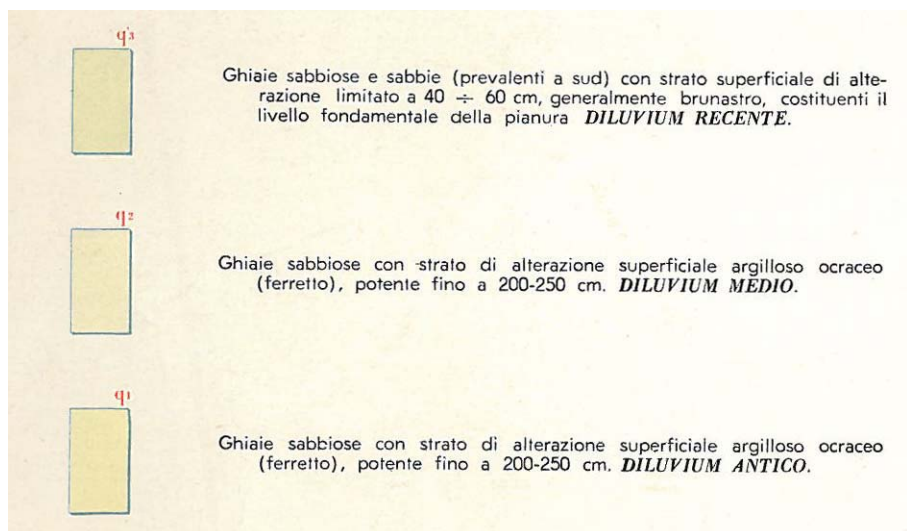 q3
Ghiaie sabbiose e sabbie (prevalenti a sud) con strato superficiale di alte-
razione limitato a 40 ÷ 60 cm, generalmente brunastro, costituenti il
livello fondamentale della pianura DILUVIUM RECENTE.
q2
Ghiaie sabbiose con strato di alterazione superficiale argilloso ocraceo
(ferretto), potente fino a 200-250 cm. DILUVIUM MEDIO.
q1
Ghiaie sabbiose con strato di alterazione superficiale argilloso ocraceo
(ferretto), potente fino a 200-250 cm. DILUVIUM ANTICO.